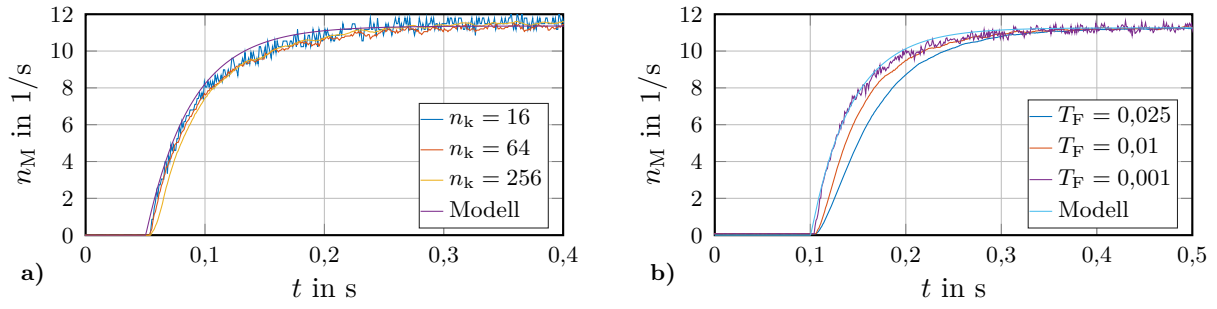 12
10
8
6
4
2
0
n_M in 1/s
n_k = 16
n_k = 64
n_k = 256
Modell
0 0,1 0,2 0,3 0,4
t in s
a)
12
10
8
6
4
2
0
n_M in 1/s
T_F = 0,025
T_F = 0,01
T_F = 0,001
Modell
0 0,1 0,2 0,3 0,4 0,5
t in s
b)